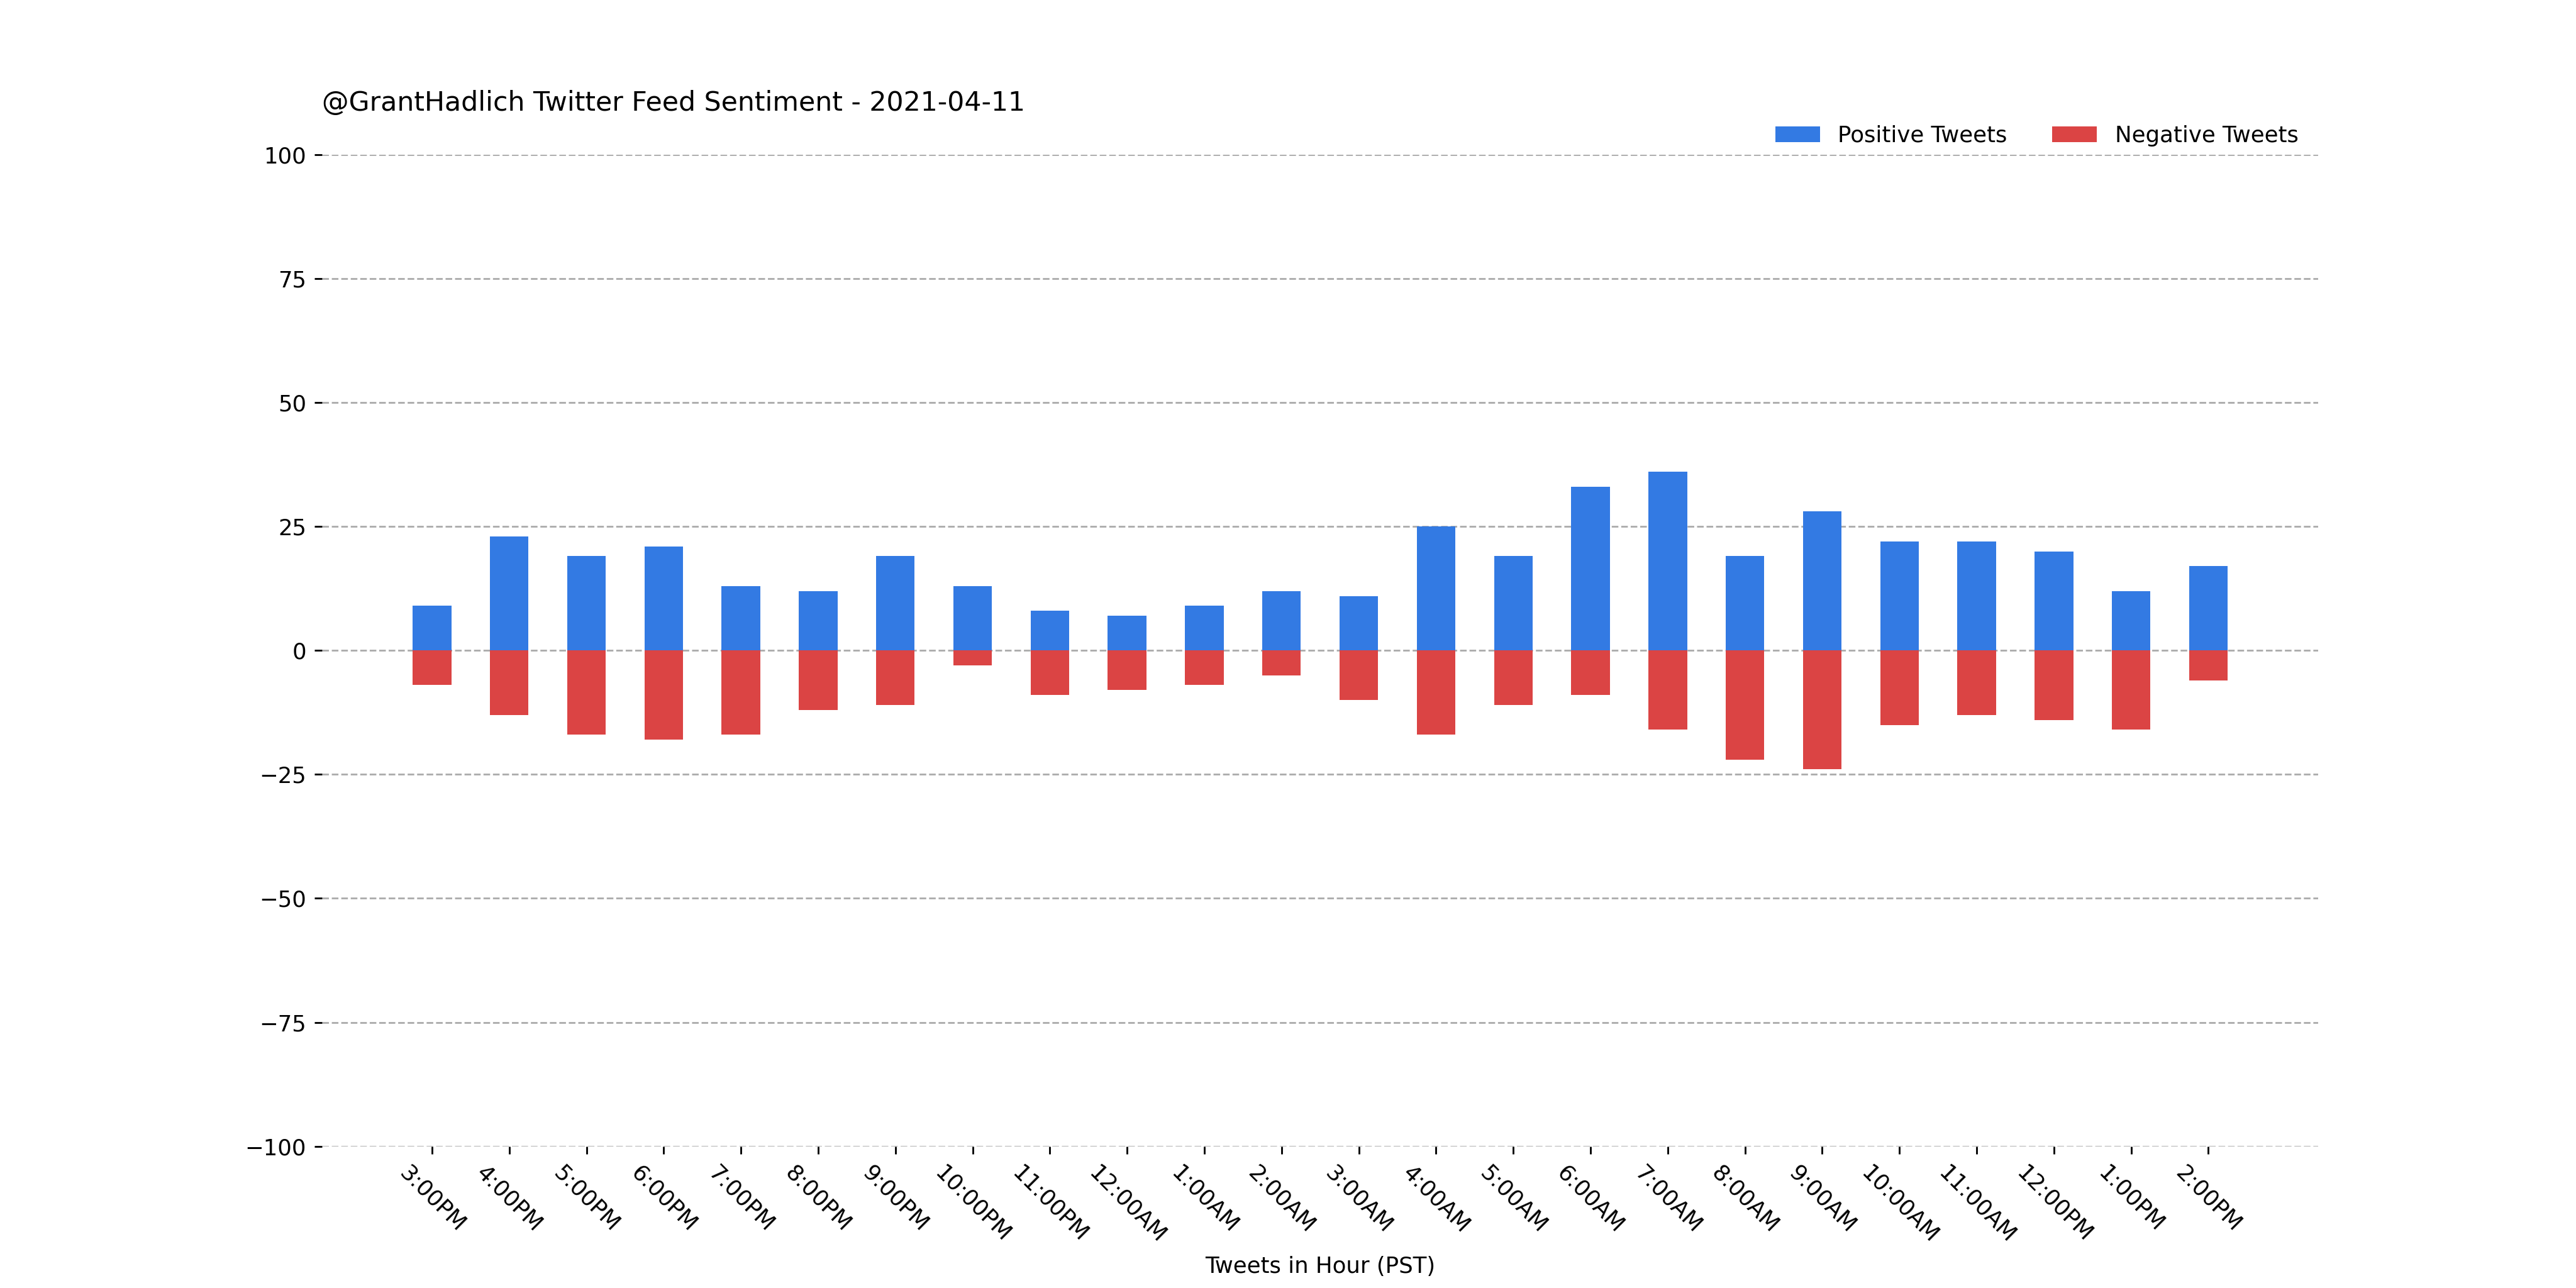 @GrantHadlich Twitter Feed Sentiment - 2021-04-11
Positive Tweets
Negative Tweets
100
75
50
25
0
−25
−50
−75
−100
3:00PM
4:00PM
5:00PM
6:00PM
7:00PM
8:00PM
9:00PM
10:00PM
11:00PM
12:00AM
1:00AM
2:00AM
3:00AM
4:00AM
5:00AM
6:00AM
7:00AM
8:00AM
9:00AM
10:00AM
11:00AM
12:00PM
1:00PM
2:00PM
Tweets in Hour (PST)